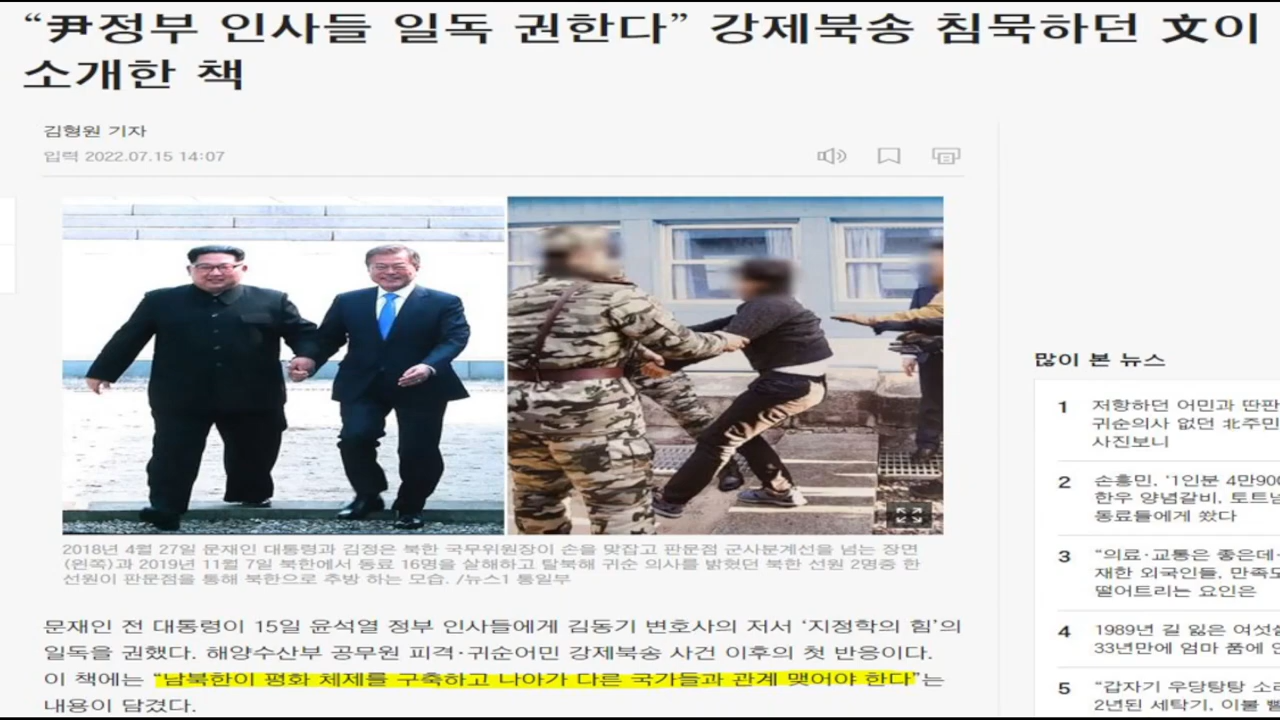 “尹정부 인사들 일독 권한다” 강제북송 침묵하던 文이
소개한 책
김형원 기자
입력 2022.07.15 14:07
2018년 4월 27일 문재인 대통령과 김정은 북한 국무위원장이 손을 맞잡고 판문점 군사분계선을 넘는 장면
(왼쪽)과 2019년 11월 7일 북한에서 동료 16명을 살해하고 탈북해 귀순 의사를 밝혔던 북한 선원 2명중 한
선원이 판문점을 통해 북한으로 추방 하는 모습. /뉴스1 통일부
문재인 전 대통령이 15일 윤석열 정부 인사들에게 김동기 변호사의 저서 ‘지정학의 힘’의
일독을 권했다. 해양수산부 공무원 피격·귀순어민 강제북송 사건 이후의 첫 반응이다.
이 책에는 “남북한이 평화 체제를 구축하고 나아가 다른 국가들과 관계 맺어야 한다”는
내용이 담겼다.
많이 본 뉴스
1 저항하던 어민과 딴판
귀순의사 없던 北주민
사진보니
2 손흥민, ‘1인분 4만900
한우 양념갈비, 토트넘
동료들에게 쐈다
3 “의료·교통은 좋은데
재한 외국인들, 만족도
떨어트리는 요인은
4 1989년 길 잃은 여섯살
33년만에 엄마 품에
5 “갑자기 우당탕탕 소리
2년된 세탁기, 이불